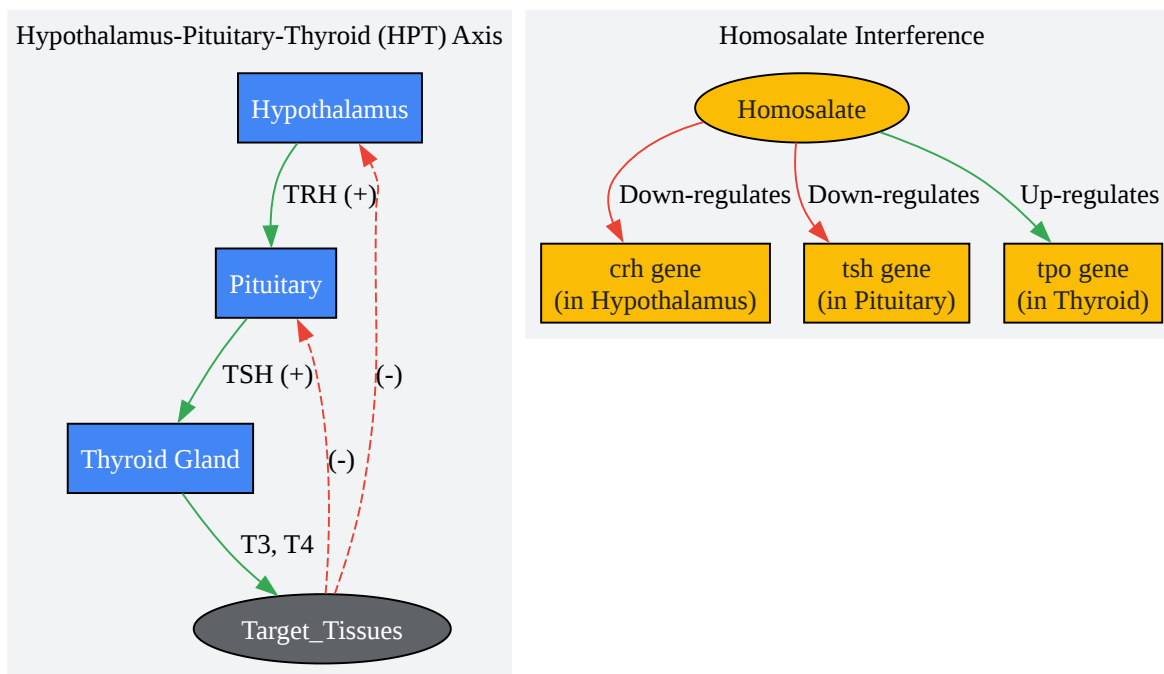 Hypothalamus-Pituitary-Thyroid (HPT) Axis
Hypothalamus
TRH (+)
Pituitary
TSH (+)
(-)
(-)
Thyroid Gland
T3, T4
Target_Tissues
Homosalate Interference
Homosalate
Down-regulates
Down-regulates
Up-regulates
crh gene
(in Hypothalamus)
tsh gene
(in Pituitary)
tpo gene
(in Thyroid)